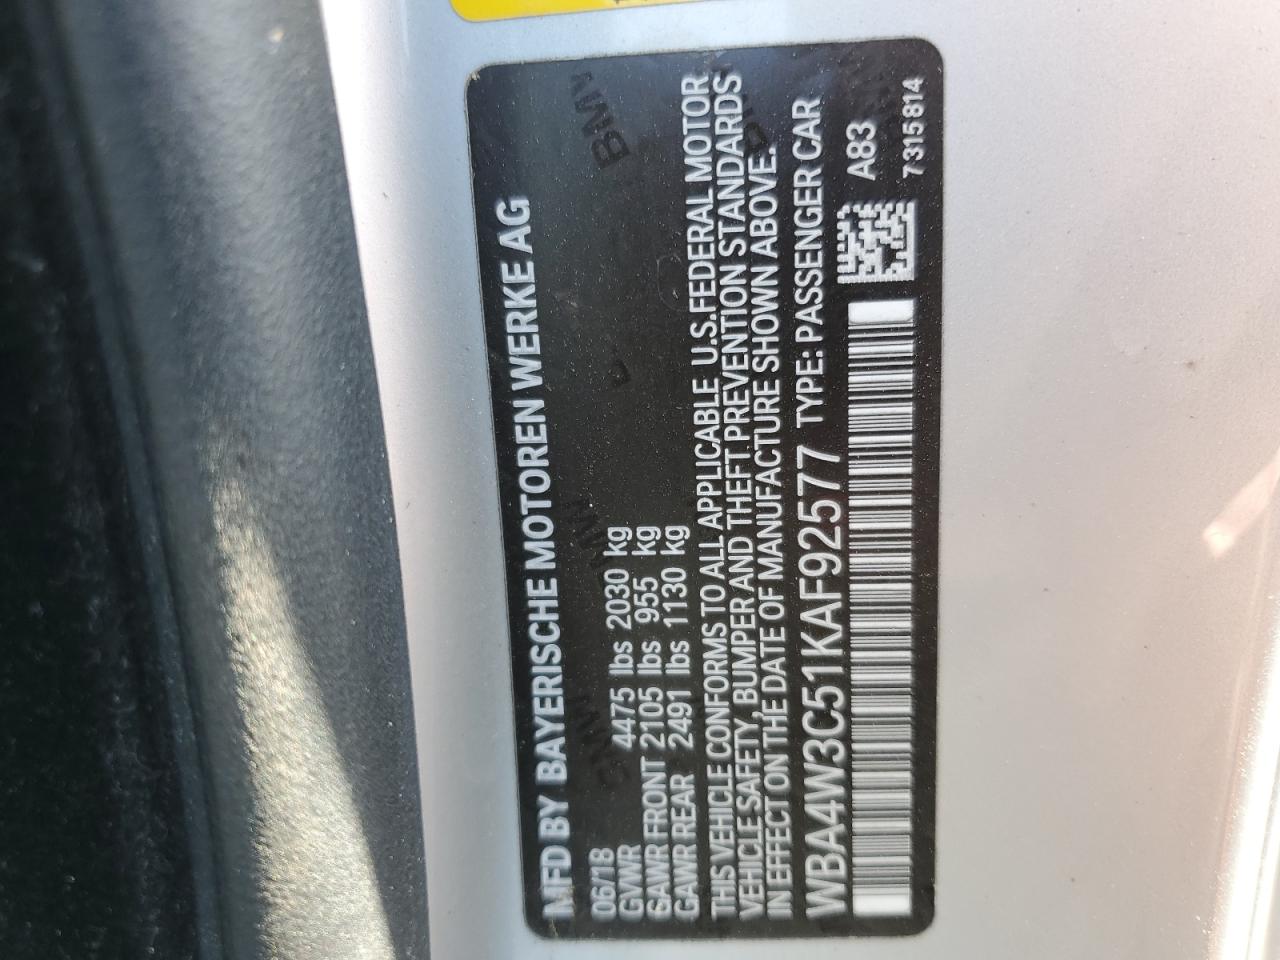 MFD BY BAYERISCHE MOTOREN WERKE AG
06/18
GVWR 4475 lbs 2030 kg
GAWR FRONT 2105 lbs 955 kg
GAWR REAR 2491 lbs 1130 kg
THIS VEHICLE CONFORMS TO ALL APPLICABLE U.S.FEDERAL MOTOR
VEHICLE SAFETY, BUMPER AND THEFT PREVENTION STANDARDS
IN EFFECT ON THE DATE OF MANUFACTURE SHOWN ABOVE.
WBA4W3C51KAF92577 TYPE: PASSENGER CAR
A83
7315814